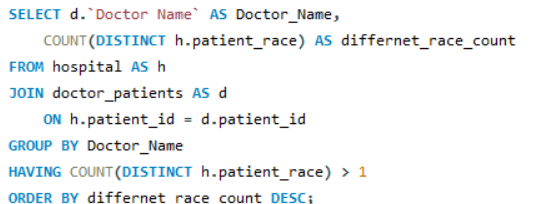 SELECT d.`Doctor Name` AS Doctor_Name,
    COUNT(DISTINCT h.patient_race) AS differnet_race_count
FROM hospital AS h
JOIN doctor_patients AS d
    ON h.patient_id = d.patient_id
GROUP BY Doctor_Name
HAVING COUNT(DISTINCT h.patient_race) > 1
ORDER BY differnet_race_count DESC;